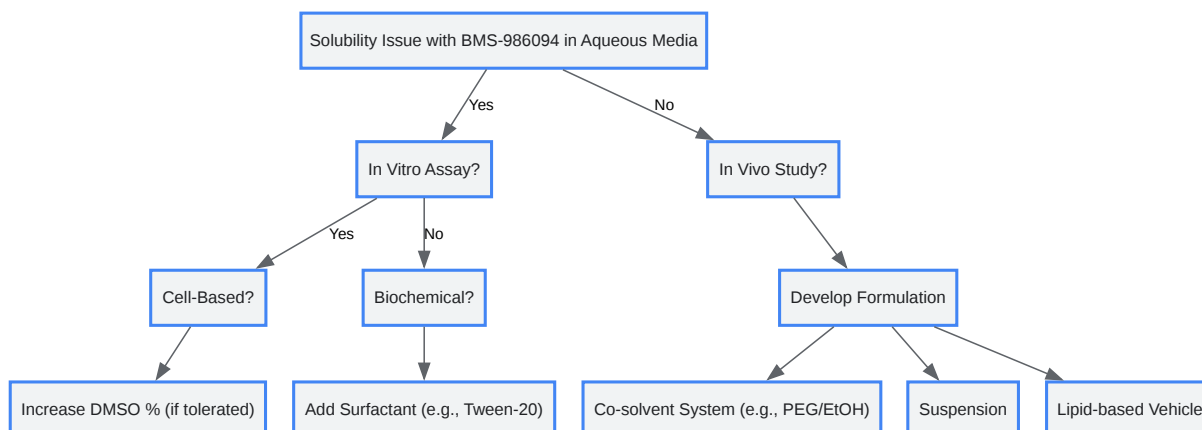 Solubility Issue with BMS-986094 in Aqueous Media
Yes
No
In Vitro Assay?
In Vivo Study?
Yes
No
Cell-Based?
Biochemical?
Develop Formulation
Increase DMSO % (if tolerated)
Add Surfactant (e.g., Tween-20)
Co-solvent System (e.g., PEG/EtOH)
Suspension
Lipid-based Vehicle